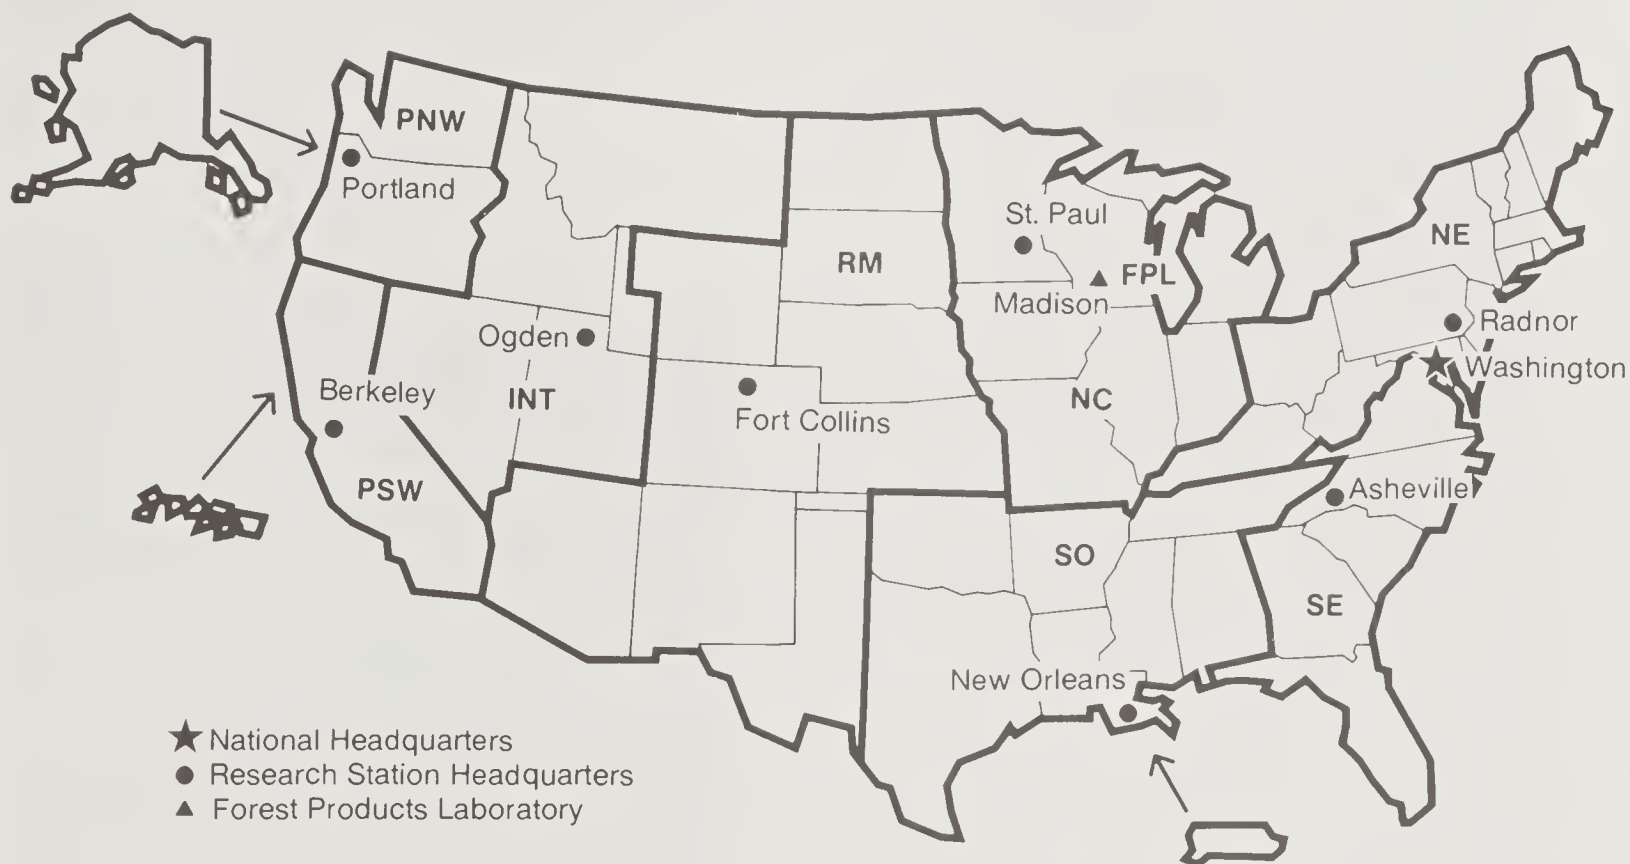 PNW
Portland
St. Paul
NE
RM
FPL
Madison
Radnor
Ogden
Washington
Berkeley
INT
NC
Fort Collins
PSW
Asheville
SO
SE
New Orleans
National Headquarters
Research Station Headquarters
Forest Products Laboratory